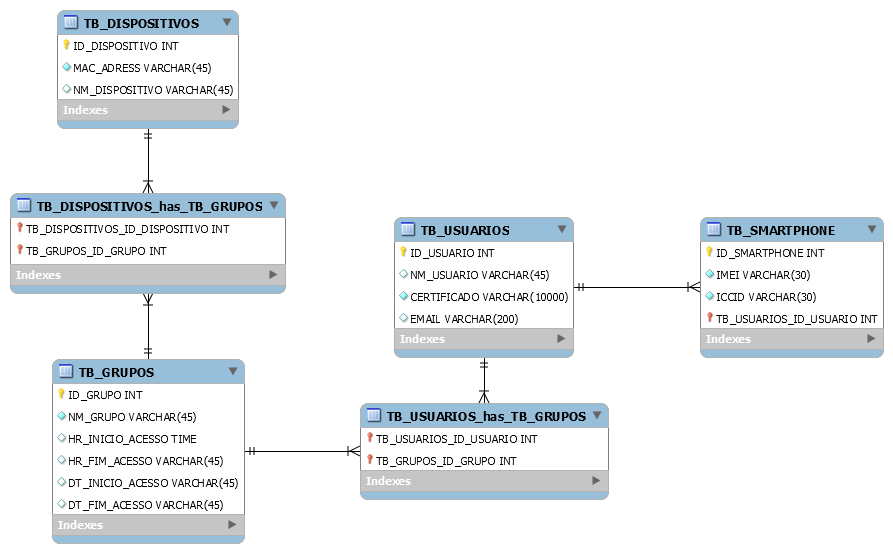 TB_DISPOSITIVOS
ID_DISPOSITIVO INT
MAC_ADRESS VARCHAR(45)
NM_DISPOSITIVO VARCHAR(45)
Indexes
TB_DISPOSITIVOS_has_TB_GRUPOS
TB_DISPOSITIVOS_ID_DISPOSITIVO INT
TB_GRUPOS_ID_GRUPO INT
Indexes
TB_USUARIOS
ID_USUARIO INT
NM_USUARIO VARCHAR(45)
CERTIFICADO VARCHAR(10000)
EMAIL VARCHAR(200)
Indexes
TB_SMARTPHONE
ID_SMARTPHONE INT
IMEI VARCHAR(30)
ICCID VARCHAR(30)
TB_USUARIOS_ID_USUARIO INT
Indexes
TB_GRUPOS
ID_GRUPO INT
NM_GRUPO VARCHAR(45)
HR_INICIO_ACESSO TIME
HR_FIM_ACESSO VARCHAR(45)
DT_INICIO_ACESSO VARCHAR(45)
DT_FIM_ACESSO VARCHAR(45)
Indexes
TB_USUARIOS_has_TB_GRUPOS
TB_USUARIOS_ID_USUARIO INT
TB_GRUPOS_ID_GRUPO INT
Indexes